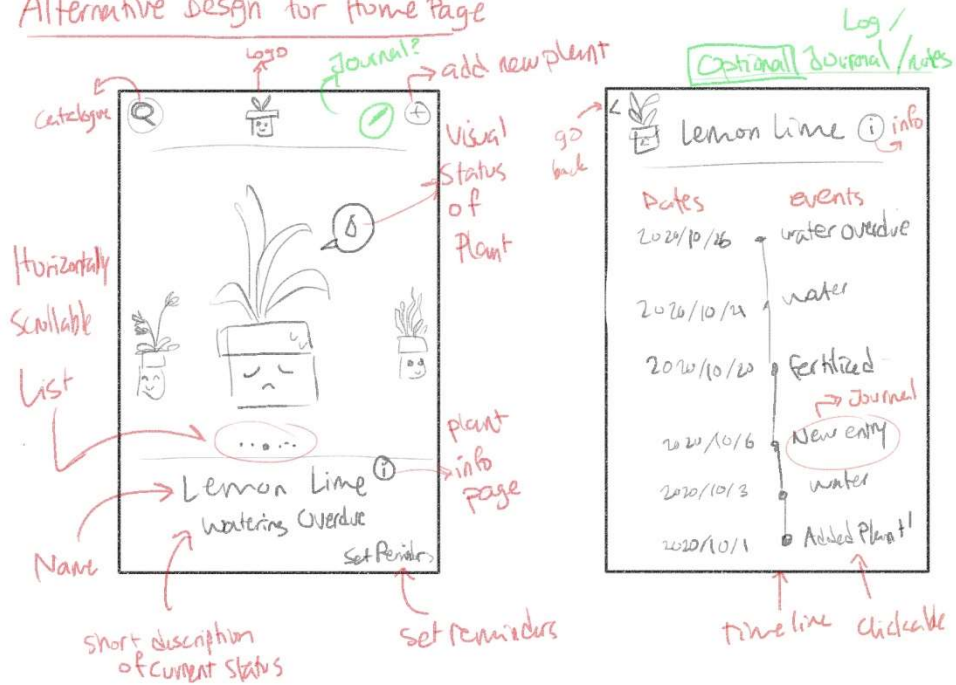 Alternative Design for Home Page
Logo
Journal?
add new plant
Catalogue
Visual
Status
of
Plant
Horizontally
Scrollable
List
plant
info
page
Lemon Lime i
Watering Overdue
Set Reminders
Name
short description
of current status
set reminders
Log /
Optional Journal / notes
go
back
Lemon Lime i info
Dates events
2020/10/26 water overdue
2020/10/21 water
2020/10/20 fertilized
Journal
2020/10/6 New entry
2020/10/3 water
2020/10/1 Added Plant!
timeline clickable